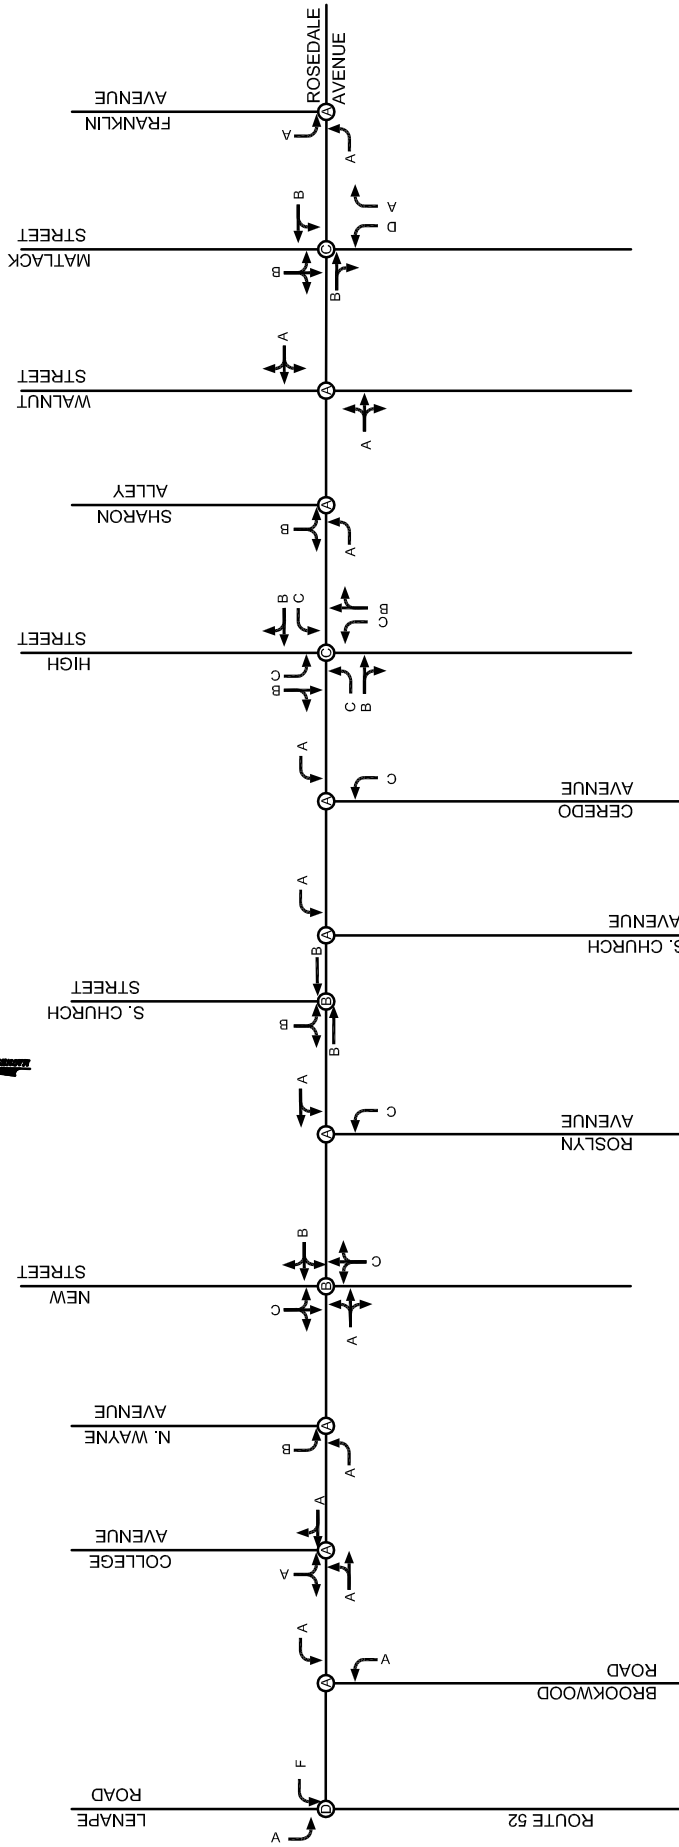 ROSEDALE
AVENUE
FRANKLIN
AVENUE
A
A
A
MATLACK
STREET
B
A
D
C
B
B
WALNUT
STREET
A
A
A
SHARON
ALLEY
A
B
A
HIGH
STREET
B
C
B
C
C
C
B
C
B
CEREDO
AVENUE
A
C
A
S. CHURCH
AVENUE
A
A
S. CHURCH
STREET
B
B
B
B
ROSLYN
AVENUE
A
C
A
NEW
STREET
B
C
B
C
A
N. WAYNE
AVENUE
A
B
A
COLLEGE
AVENUE
A
A
A
A
BROOKWOOD
ROAD
A
A
A
LENAPE
ROAD
F
D
A
ROUTE 52